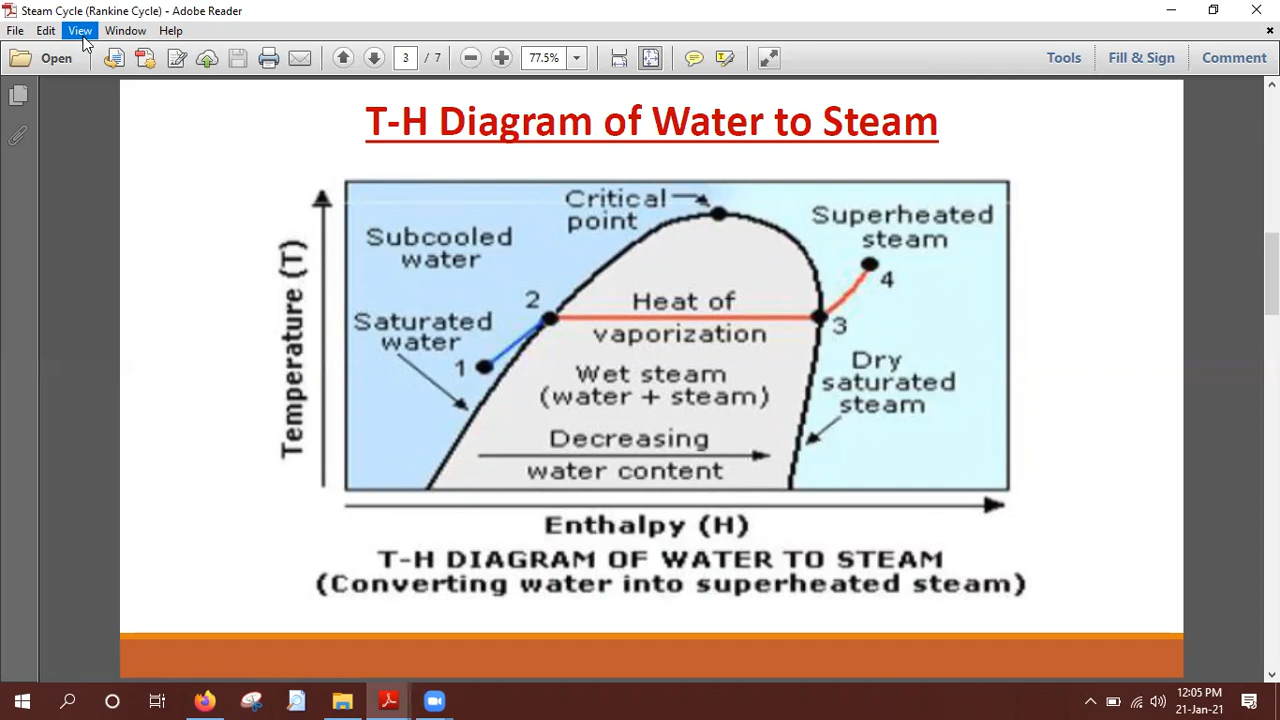 Steam Cycle (Rankine Cycle) - Adobe Reader
File Edit View Window Help
Open 3 / 7 77.5% Tools Fill & Sign Comment
T-H Diagram of Water to Steam
Critical
point
Superheated
steam
Subcooled
water
4
2
Heat of
vaporization
3
Saturated
water
1
Dry
saturated
steam
Wet steam
(water + steam)
Decreasing
water content
Temperature (T)
Enthalpy (H)
T-H DIAGRAM OF WATER TO STEAM
(Converting water into superheated steam)
12:05 PM
21-Jan-21